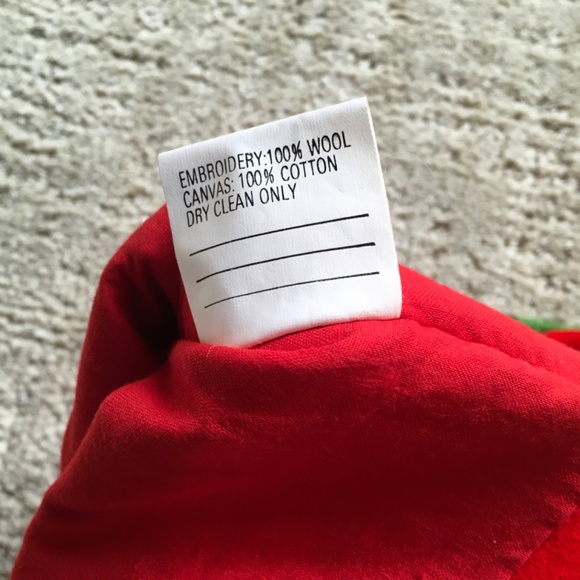 EMBROIDERY:100% WOOL
CANVAS: 100% COTTON
DRY CLEAN ONLY